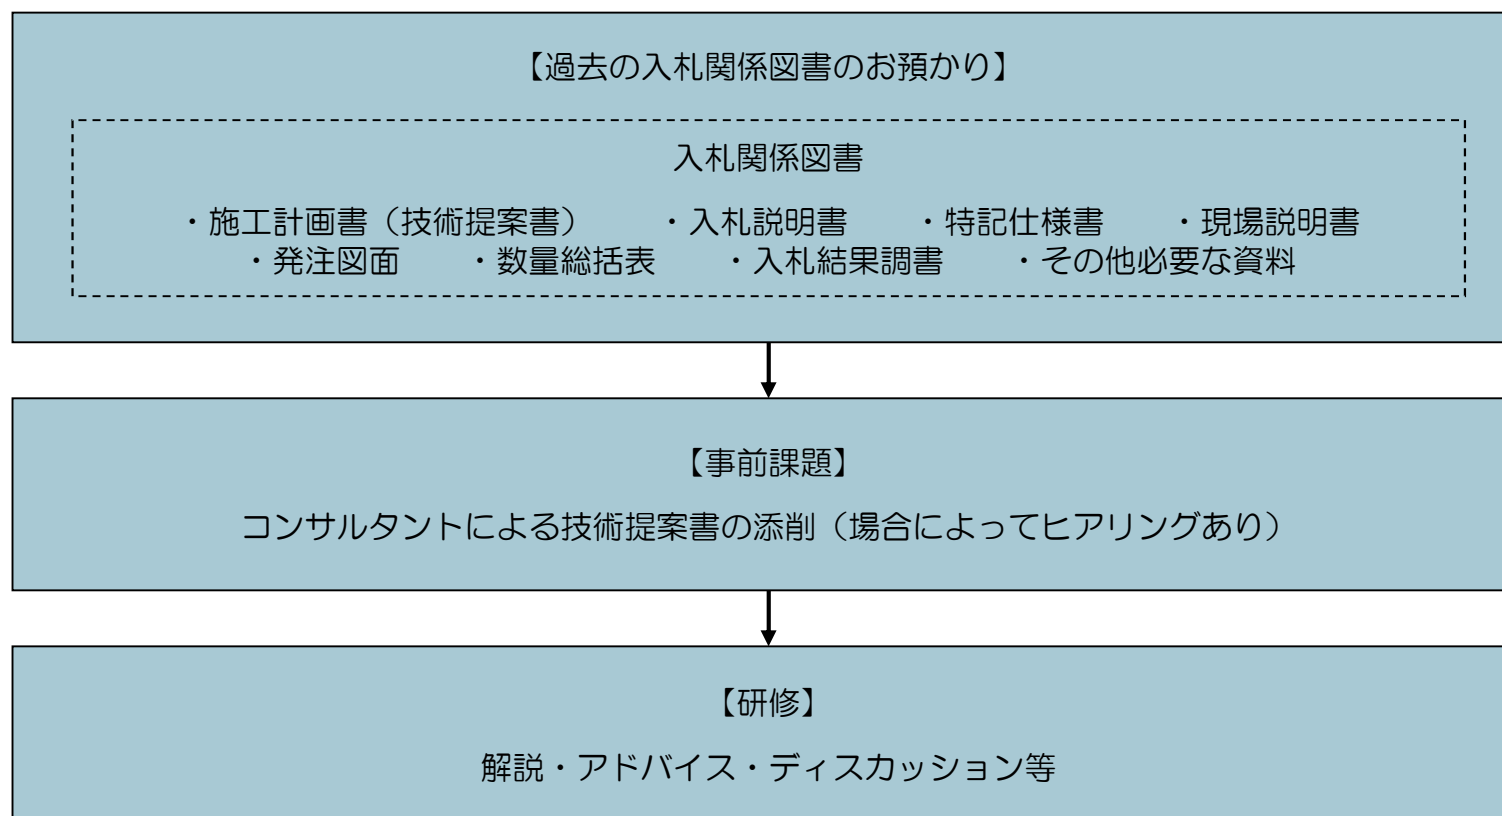 【過去の入札関係図書のお預かり】
入札関係図書
・施工計画書（技術提案書）　・入札説明書　・特記仕様書　・現場説明書
・発注図面　・数量総括表　・入札結果調書　・その他必要な資料
【事前課題】
コンサルタントによる技術提案書の添削（場合によってヒアリングあり）
【研修】
解説・アドバイス・ディスカッション等